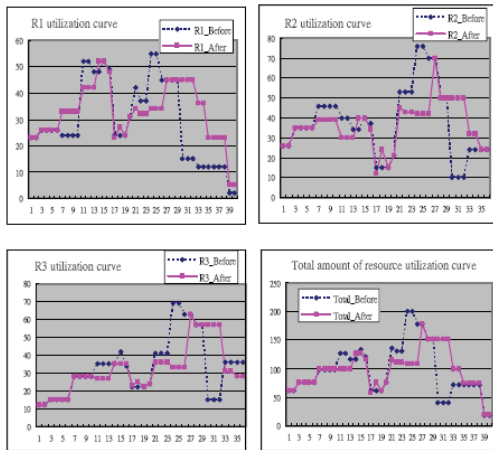 R1 utilization curve
R1_Before
R1_After
60
50
40
30
20
10
0
1 3 5 7 9 11 13 15 17 19 21 23 25 27 29 31 33 35 37 39
R2 utilization curve
R2_Before
R2_After
80
70
60
50
40
30
20
10
0
1 3 5 7 9 11 13 15 17 19 21 23 25 27 29 31 33 35
R3 utilization curve
R3_Before
R3_After
80
70
60
50
40
30
20
10
0
1 3 5 7 9 11 13 15 17 19 21 23 25 27 29 31 33 35
Total amount of resource utilization curve
Total_Before
Total_After
250
200
150
100
50
0
1 3 5 7 9 11 13 15 17 19 21 23 25 27 29 31 33 35 37 39